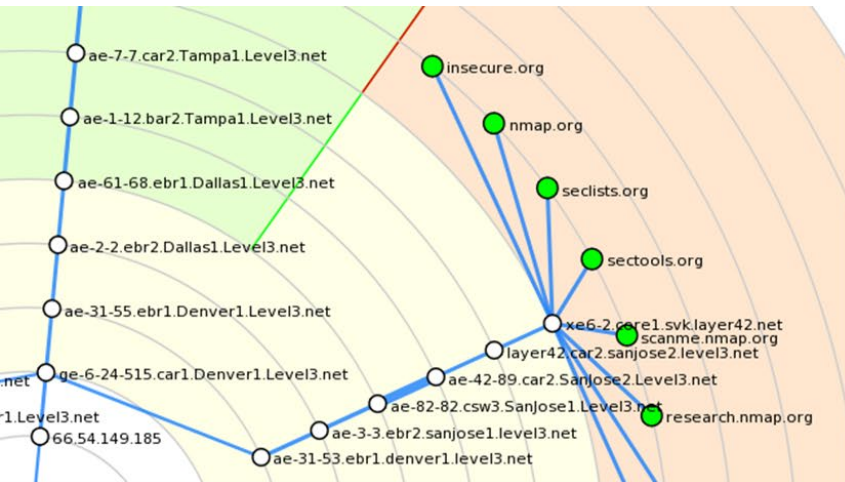 ae-7-7.car2.Tampa1.Level3.net
insecure.org
ae-1-12.bar2.Tampa1.Level3.net
nmap.org
ae-61-68.ebr1.Dallas1.Level3.net
seclists.org
ae-2-2.ebr2.Dallas1.Level3.net
sectools.org
ae-31-55.ebr1.Denver1.Level3.net
xe6-2.core1.svk.layer42.net
scanme.nmap.org
layer42.car2.sanjose2.level3.net
ge-6-24-515.car1.Denver1.Level3.net
.net
ae-42-89.car2.SanJose2.Level3.net
ae-82-82.csw3.SanJose1.Level3.net
r1.Level3.net
research.nmap.org
ae-3-3.ebr2.sanjose1.level3.net
66.54.149.185
ae-31-53.ebr1.denver1.level3.net